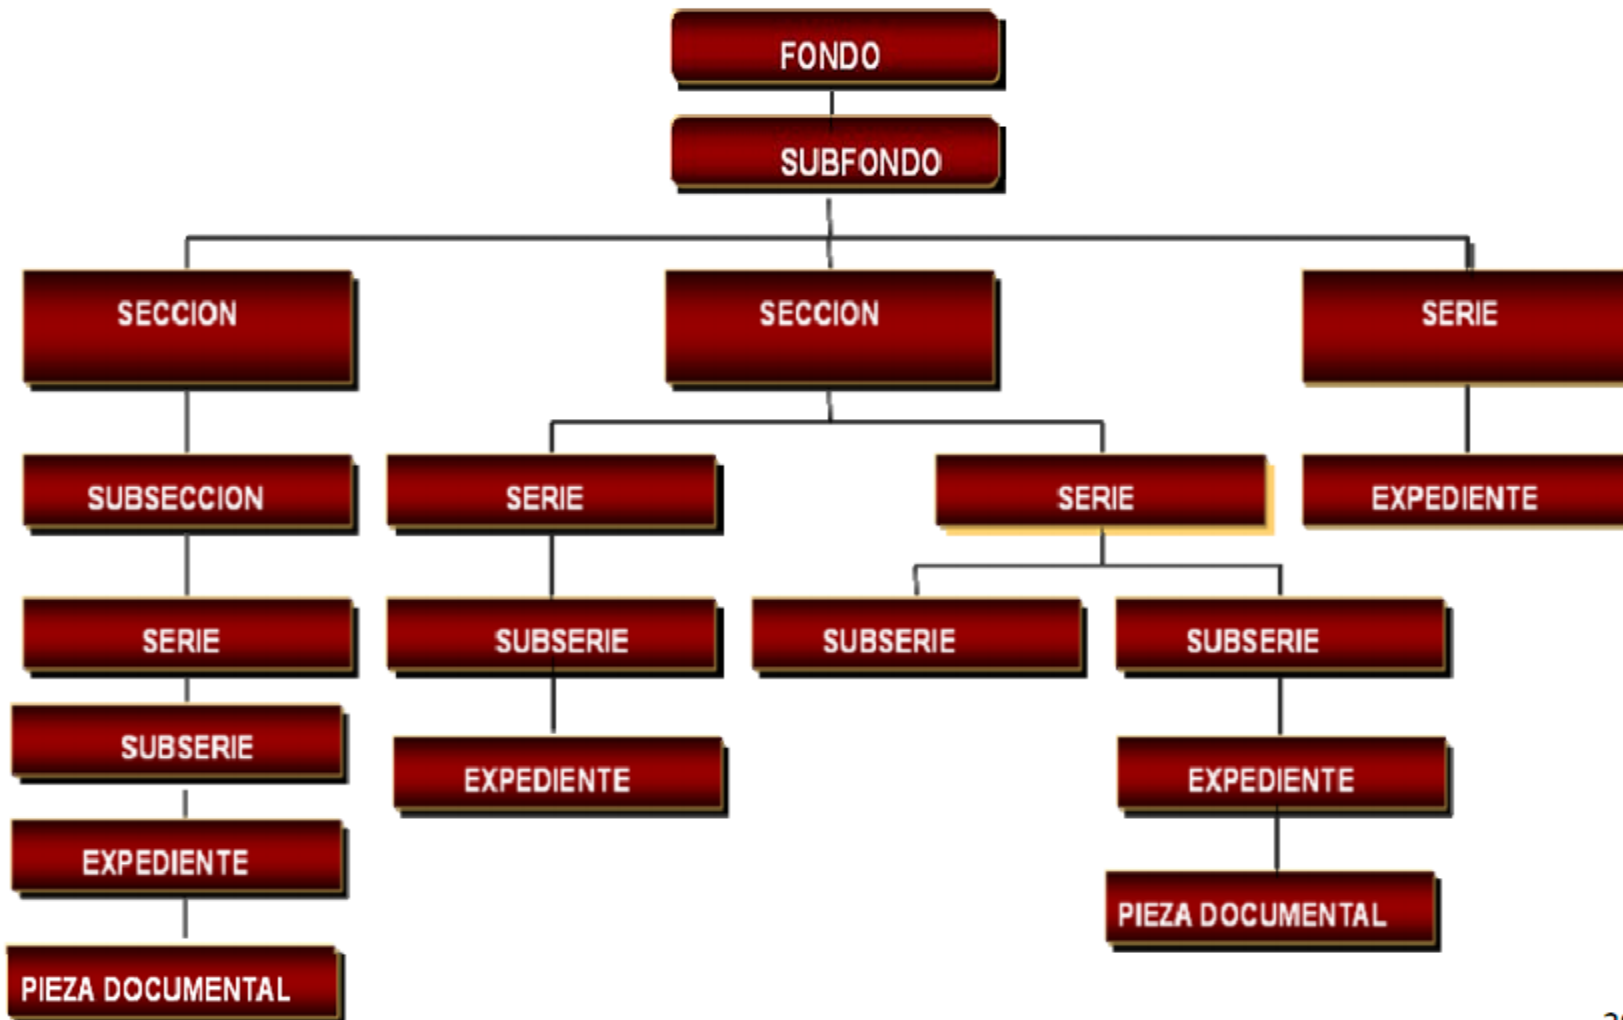 FONDO
SUBFONDO
SECCION
SECCION
SERIE
SUBSECCION
SERIE
SERIE
EXPEDIENTE
SERIE
SUBSERIE
SUBSERIE
SUBSERIE
SUBSERIE
EXPEDIENTE
EXPEDIENTE
EXPEDIENTE
PIEZA DOCUMENTAL
PIEZA DOCUMENTAL